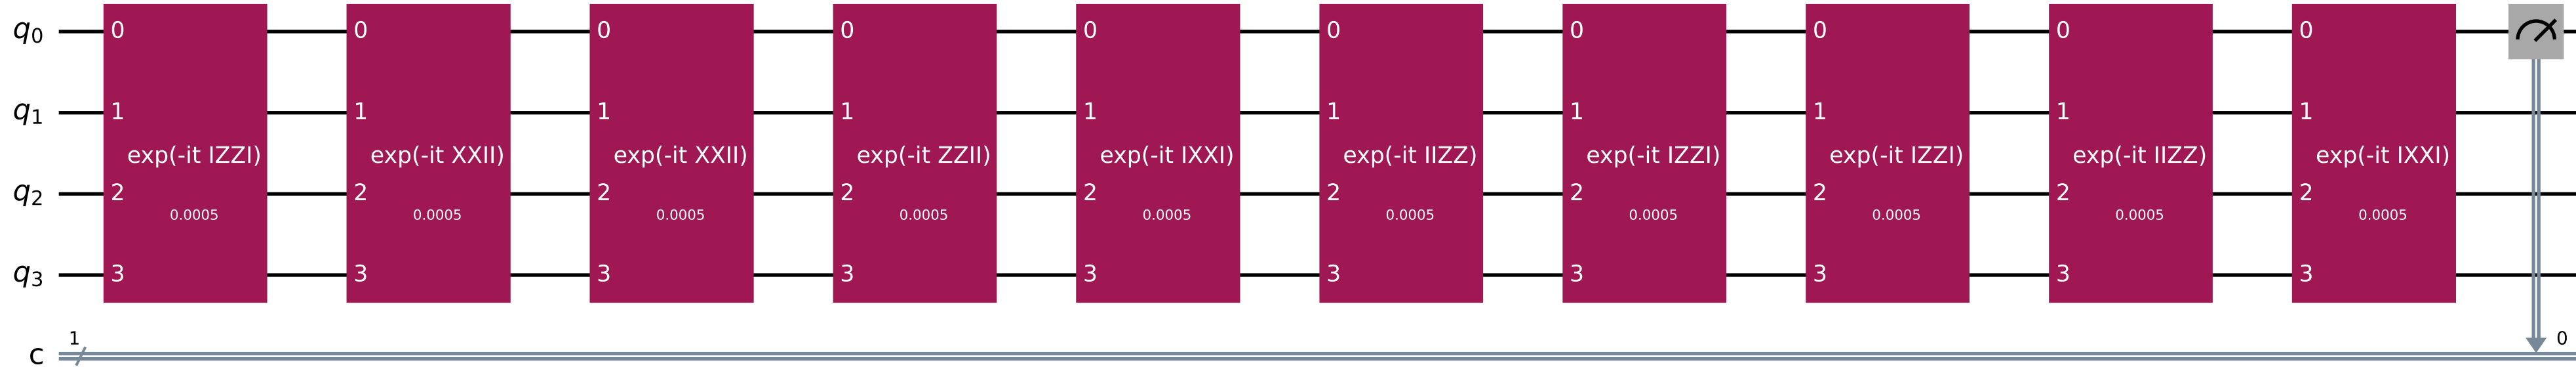 q0 0 0 0 0 0 0 0 0 0 0
q1 1 1 1 1 1 1 1 1 1 1
exp(-it IZZI) exp(-it XXII) exp(-it XXII) exp(-it ZZII) exp(-it IXXI) exp(-it IIZZ) exp(-it IZZI) exp(-it IZZI) exp(-it IIZZ) exp(-it IXXI)
q2 2 2 2 2 2 2 2 2 2 2
0.0005 0.0005 0.0005 0.0005 0.0005 0.0005 0.0005 0.0005 0.0005 0.0005
q3 3 3 3 3 3 3 3 3 3 3
1 0
c